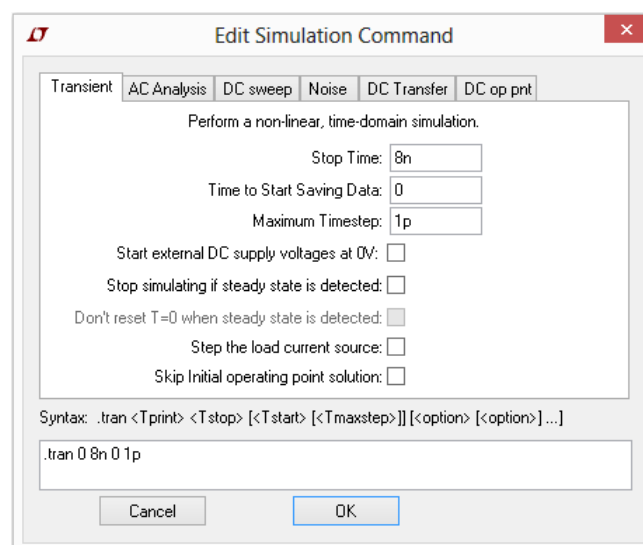 Edit Simulation Command
Transient AC Analysis DC sweep Noise DC Transfer DC op pnt
Perform a non-linear, time-domain simulation.
Stop Time: 8n
Time to Start Saving Data: 0
Maximum Timestep: 1p
Start external DC supply voltages at 0V:
Stop simulating if steady state is detected:
Don't reset T=0 when steady state is detected:
Step the load current source:
Skip Initial operating point solution:
Syntax: .tran <Tprint> <Tstop> [<Tstart> [<Tmaxstep>]] [<option> [<option>] ...]
.tran 0 8n 0 1p
Cancel OK